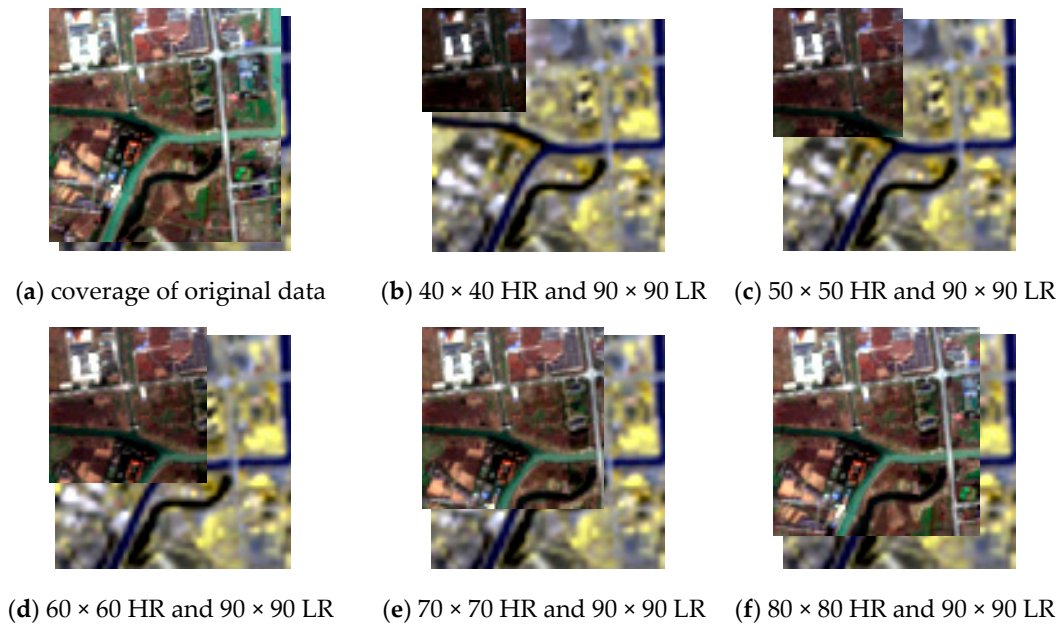 (a) coverage of original data
(b) 40 × 40 HR and 90 × 90 LR
(c) 50 × 50 HR and 90 × 90 LR
(d) 60 × 60 HR and 90 × 90 LR
(e) 70 × 70 HR and 90 × 90 LR
(f) 80 × 80 HR and 90 × 90 LR